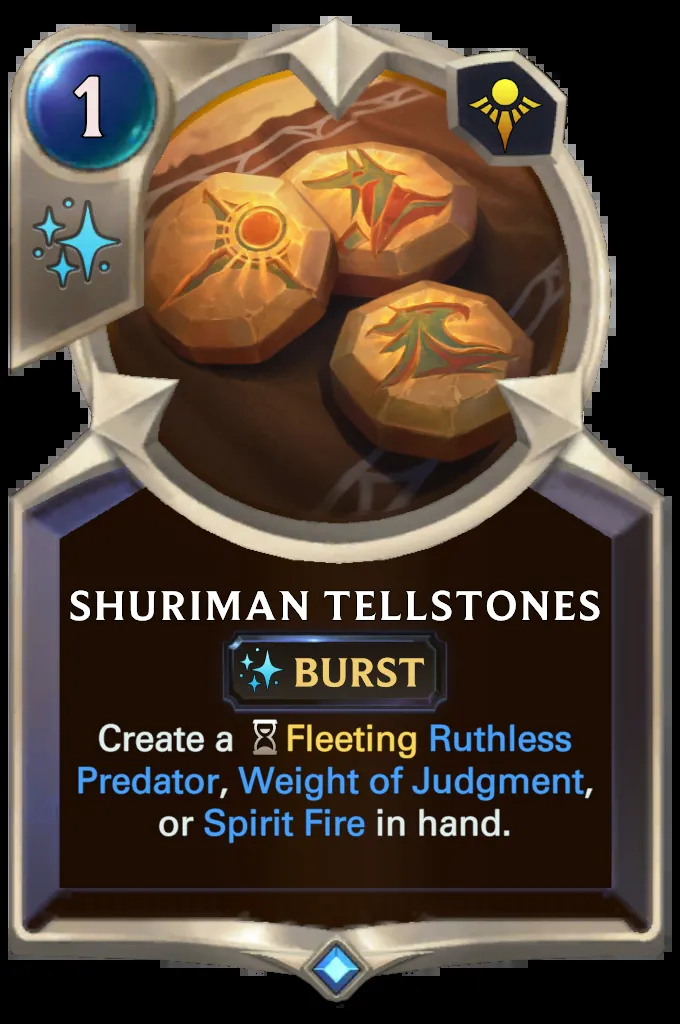 1
SHURIMAN TELLSTONES
BURST
Create a Fleeting Ruthless
Predator, Weight of Judgment,
or Spirit Fire in hand.